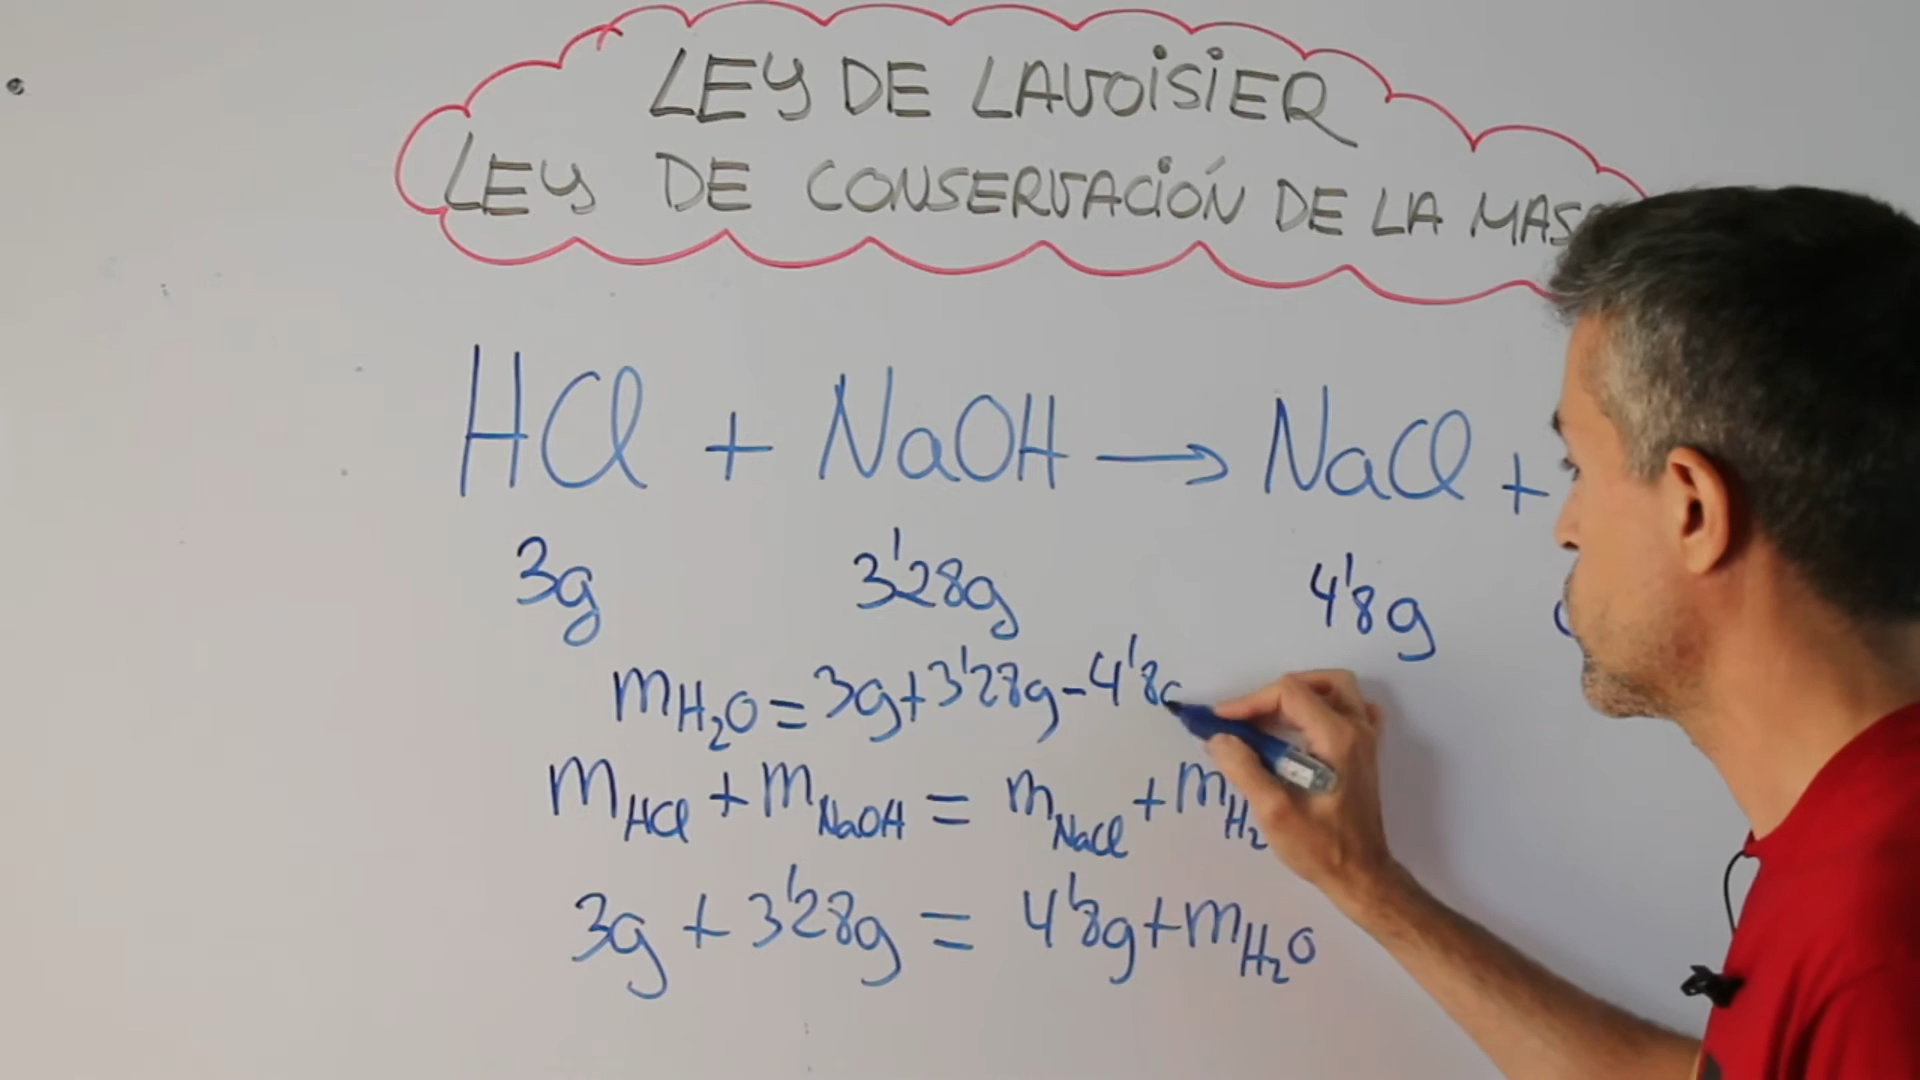 LEY DE LAVOISIER
LEY DE CONSERVACIÓN DE LA MAS
HCl + NaOH → NaCl +
3g 3'28g 4'8g
mH₂O = 3g + 3'28g - 4'8g
mHCl + mNaOH = mNaCl + mH₂
3g + 3'28g = 4'8g + mH₂O